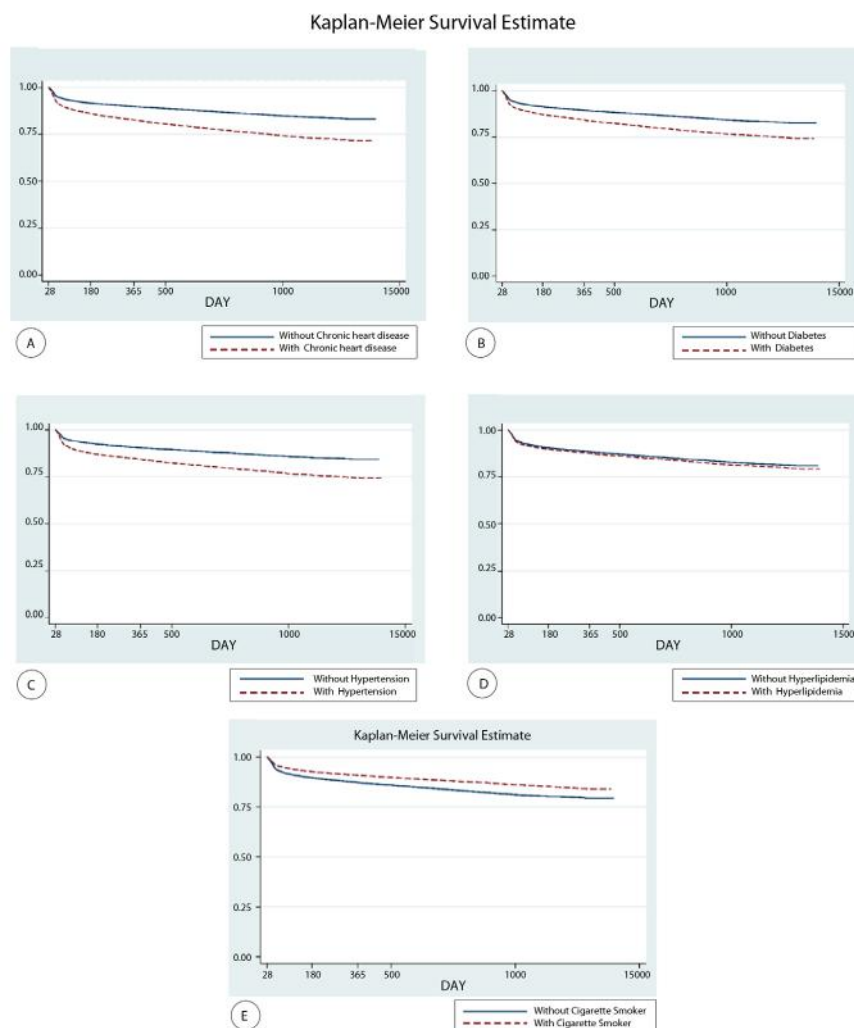 Kaplan-Meier Survival Estimate
1.00
0.75
0.50
0.25
0.00
28 180 365 500 1000 15000
DAY
A
Without Chronic heart disease
With Chronic heart disease
1.00
0.75
0.50
0.25
0.00
28 180 365 500 1000 15000
DAY
B
Without Diabetes
With Diabetes
1.00
0.75
0.50
0.25
0.00
28 180 365 500 1000 15000
DAY
C
Without Hypertension
With Hypertension
1.00
0.75
0.50
0.25
0.00
28 180 365 500 1000 1500
DAY
D
Without Hyperlipidemia
With Hyperlipidemia
Kaplan-Meier Survival Estimate
1.00
0.75
0.50
0.25
0.00
28 180 365 500 1000 15000
DAY
E
Without Cigarette Smoker
With Cigarette Smoker